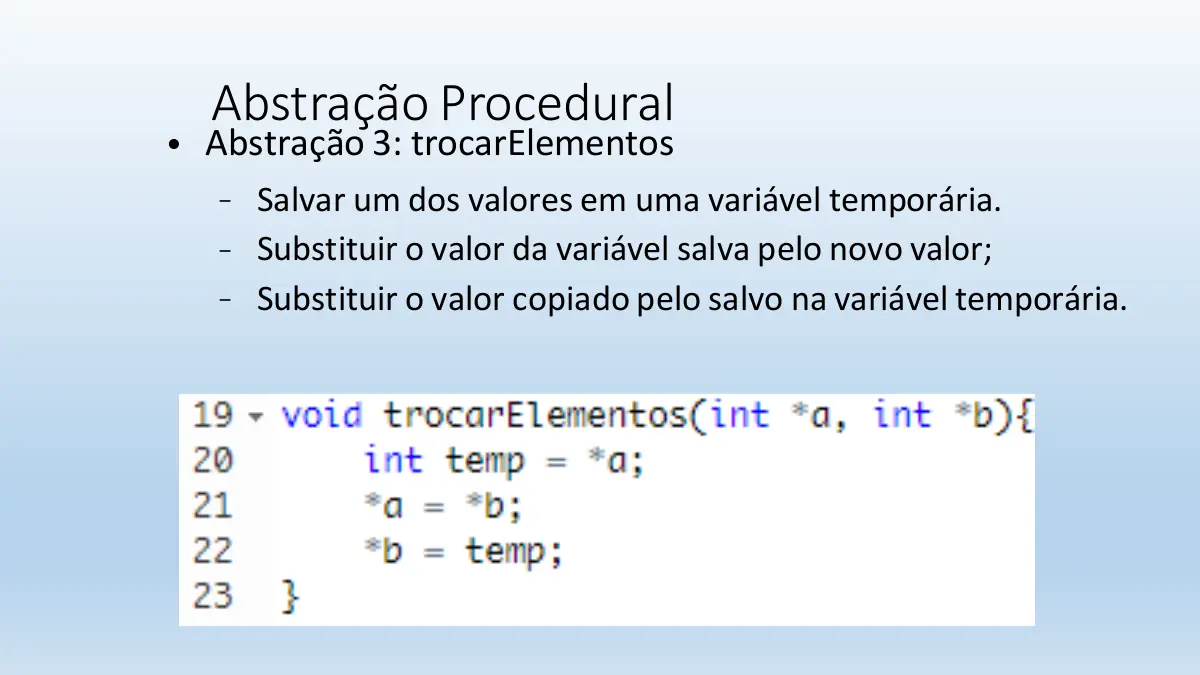 Abstração Procedural
• Abstração 3: trocarElementos
– Salvar um dos valores em uma variável temporária.
– Substituir o valor da variável salva pelo novo valor;
– Substituir o valor copiado pelo salvo na variável temporária.
19 void trocarElementos(int *a, int *b){
20 int temp = *a;
21 *a = *b;
22 *b = temp;
23 }